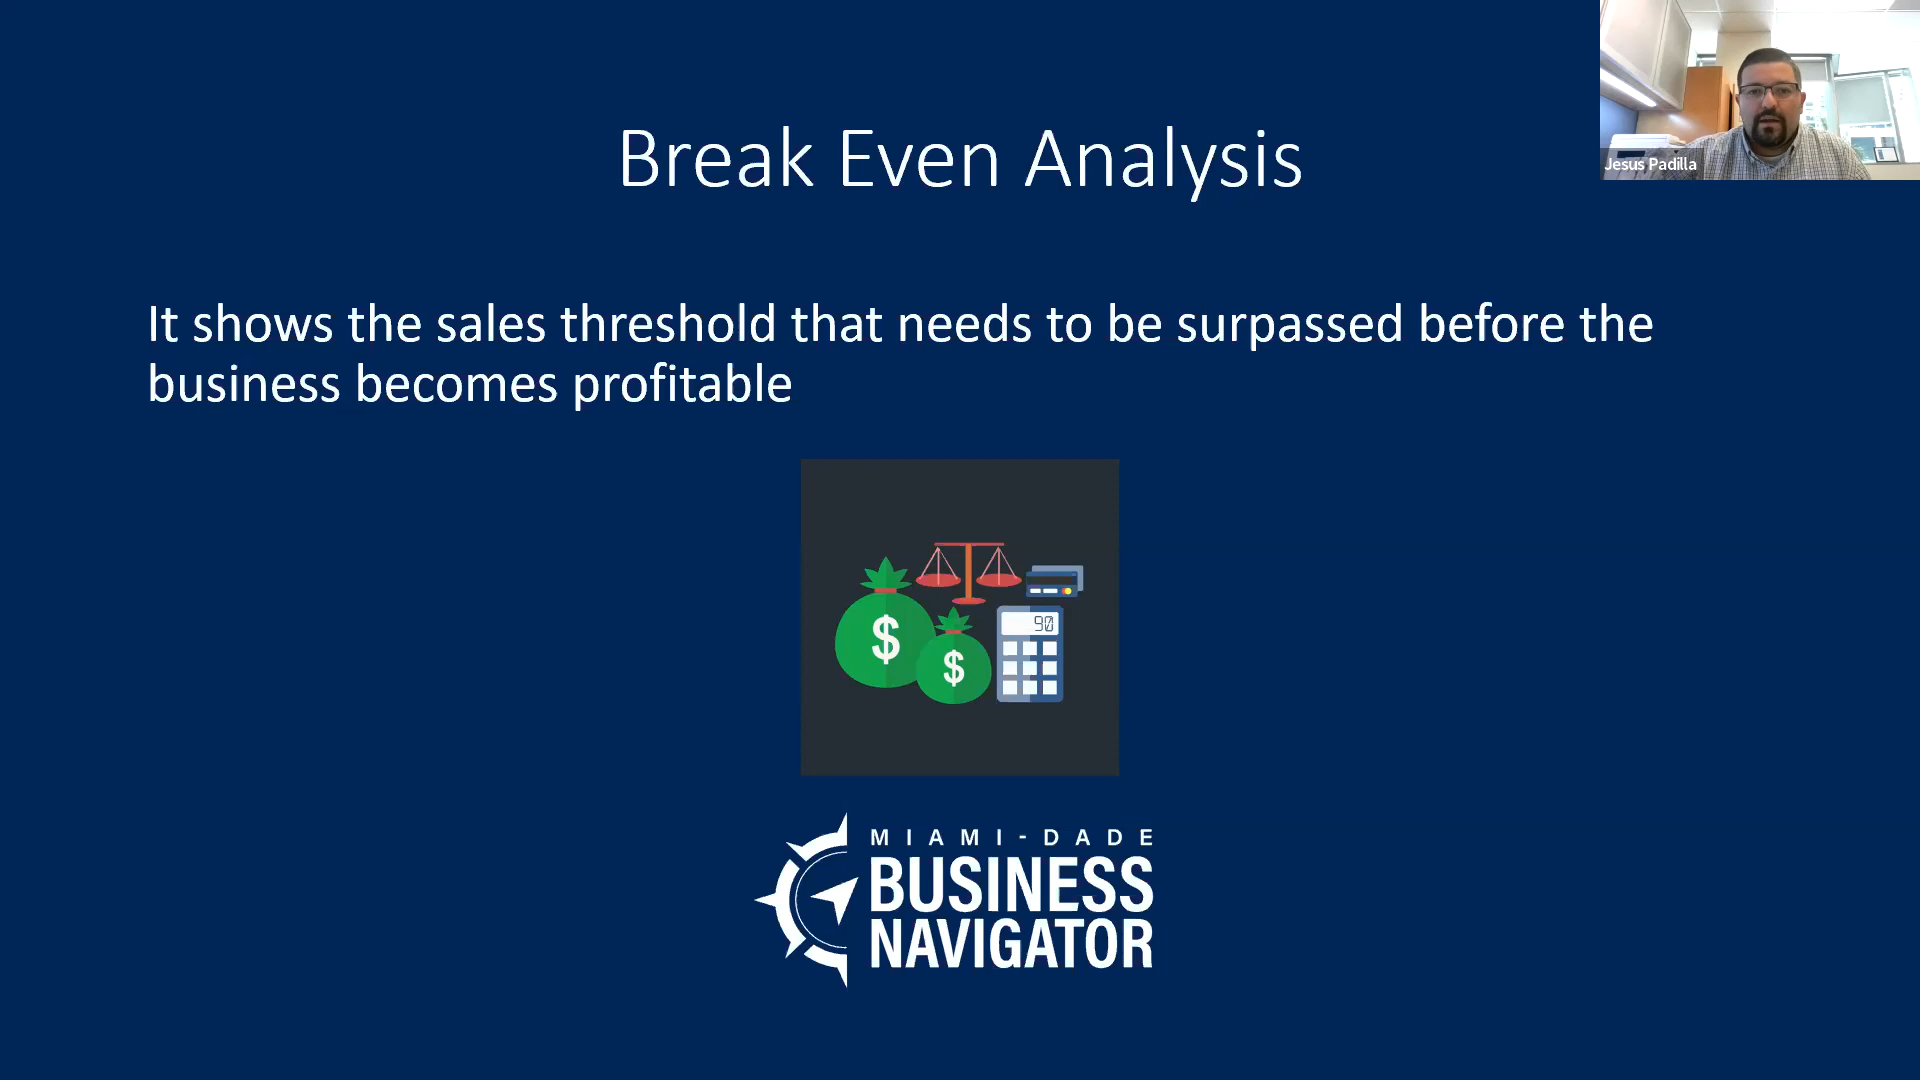 Break Even Analysis
Jesus Padilla
It shows the sales threshold that needs to be surpassed before the
business becomes profitable
90
$
$
MIAMI-DADE
BUSINESS
NAVIGATOR